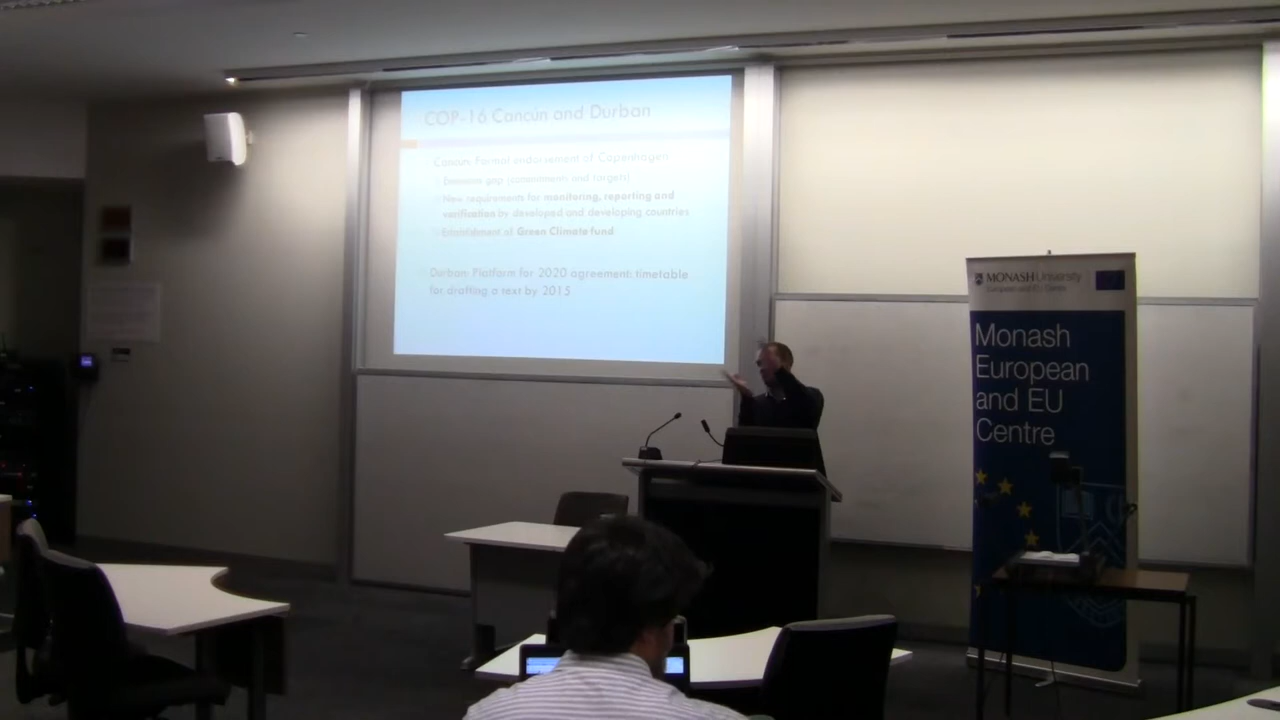 COP-16 Cancún and Durban
Cancun: Formal endorsement of Copenhagen
Emission gap (commitments and targets)
New requirements for monitoring, reporting and
verification by developed and developing countries
Establishment of Green Climate fund
Durban: Platform for 2020 agreement: timetable
for drafting a text by 2015
MONASH University
European and EU Centre
Monash
European
and EU
Centre